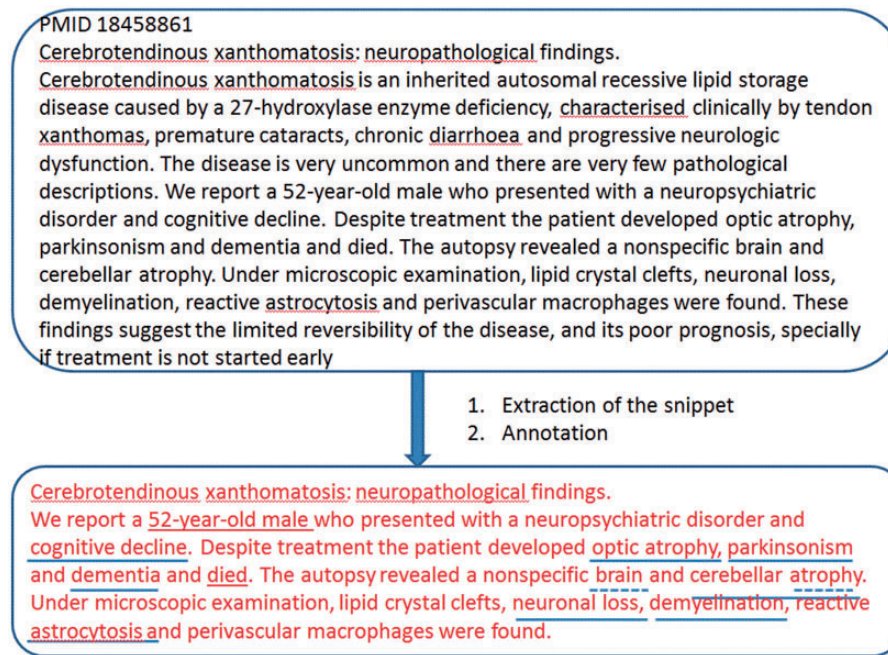 PMID 18458861
Cerebrotendinous xanthomatosis: neuropathological findings.
Cerebrotendinous xanthomatosis is an inherited autosomal recessive lipid storage
disease caused by a 27-hydroxylase enzyme deficiency, characterised clinically by tendon
xanthomas, premature cataracts, chronic diarrhoea and progressive neurologic
dysfunction. The disease is very uncommon and there are very few pathological
descriptions. We report a 52-year-old male who presented with a neuropsychiatric
disorder and cognitive decline. Despite treatment the patient developed optic atrophy,
parkinsonism and dementia and died. The autopsy revealed a nonspecific brain and
cerebellar atrophy. Under microscopic examination, lipid crystal clefts, neuronal loss,
demyelination, reactive astrocytosis and perivascular macrophages were found. These
findings suggest the limited reversibility of the disease, and its poor prognosis, specially
if treatment is not started early
1. Extraction of the snippet
2. Annotation
Cerebrotendinous xanthomatosis: neuropathological findings.
We report a 52-year-old male who presented with a neuropsychiatric disorder and
cognitive decline. Despite treatment the patient developed optic atrophy, parkinsonism
and dementia and died. The autopsy revealed a nonspecific brain and cerebellar atrophy.
Under microscopic examination, lipid crystal clefts, neuronal loss, demyelination, reactive
astrocytosis and perivascular macrophages were found.